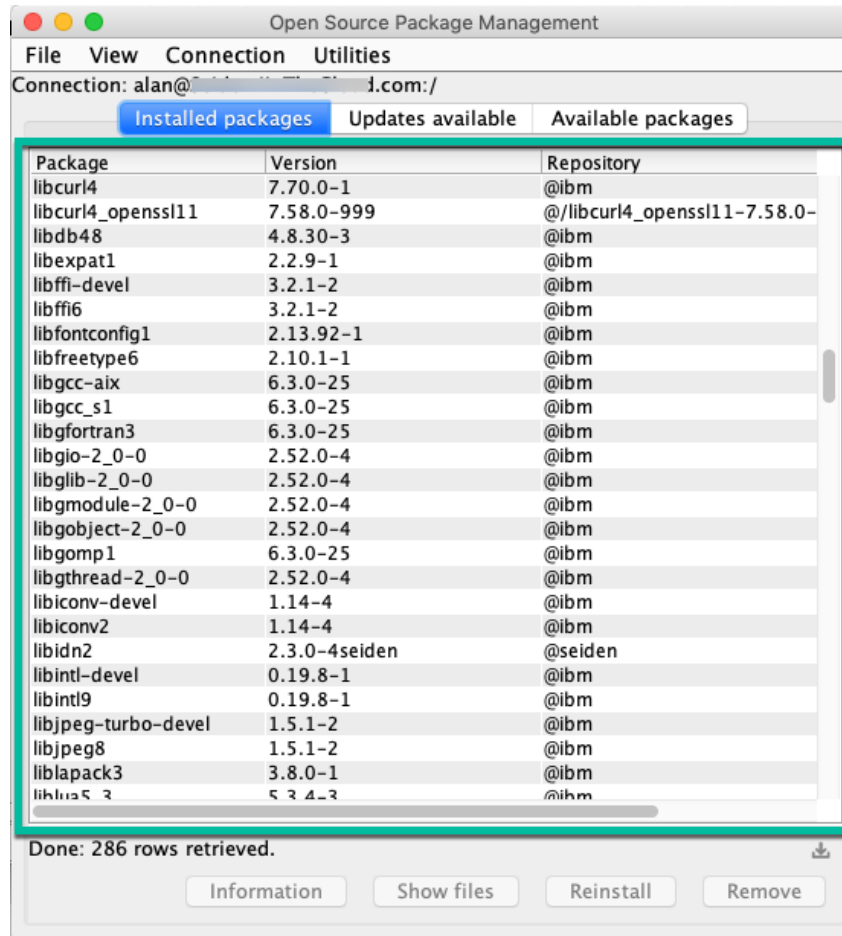 Open Source Package Management
File View Connection Utilities
Connection: alan@ d.com:/
Installed packages Updates available Available packages
Package Version Repository
libcurl4 7.70.0-1 @ibm
libcurl4_openssl11 7.58.0-999 @/libcurl4_openssl11-7.58.0-
libdb48 4.8.30-3 @ibm
libexpat1 2.2.9-1 @ibm
libffi-devel 3.2.1-2 @ibm
libffi6 3.2.1-2 @ibm
libfontconfig1 2.13.92-1 @ibm
libfreetype6 2.10.1-1 @ibm
libgcc-aix 6.3.0-25 @ibm
libgcc_s1 6.3.0-25 @ibm
libgfortran3 6.3.0-25 @ibm
libgio-2_0-0 2.52.0-4 @ibm
libglib-2_0-0 2.52.0-4 @ibm
libgmodule-2_0-0 2.52.0-4 @ibm
libgobject-2_0-0 2.52.0-4 @ibm
libgomp1 6.3.0-25 @ibm
libgthread-2_0-0 2.52.0-4 @ibm
libiconv-devel 1.14-4 @ibm
libiconv2 1.14-4 @ibm
libidn2 2.3.0-4seiden @seiden
libintl-devel 0.19.8-1 @ibm
libintl9 0.19.8-1 @ibm
libjpeg-turbo-devel 1.5.1-2 @ibm
libjpeg8 1.5.1-2 @ibm
liblapack3 3.8.0-1 @ibm
liblua5_3 5.3.4-3 @ibm
Done: 286 rows retrieved.
Information Show files Reinstall Remove